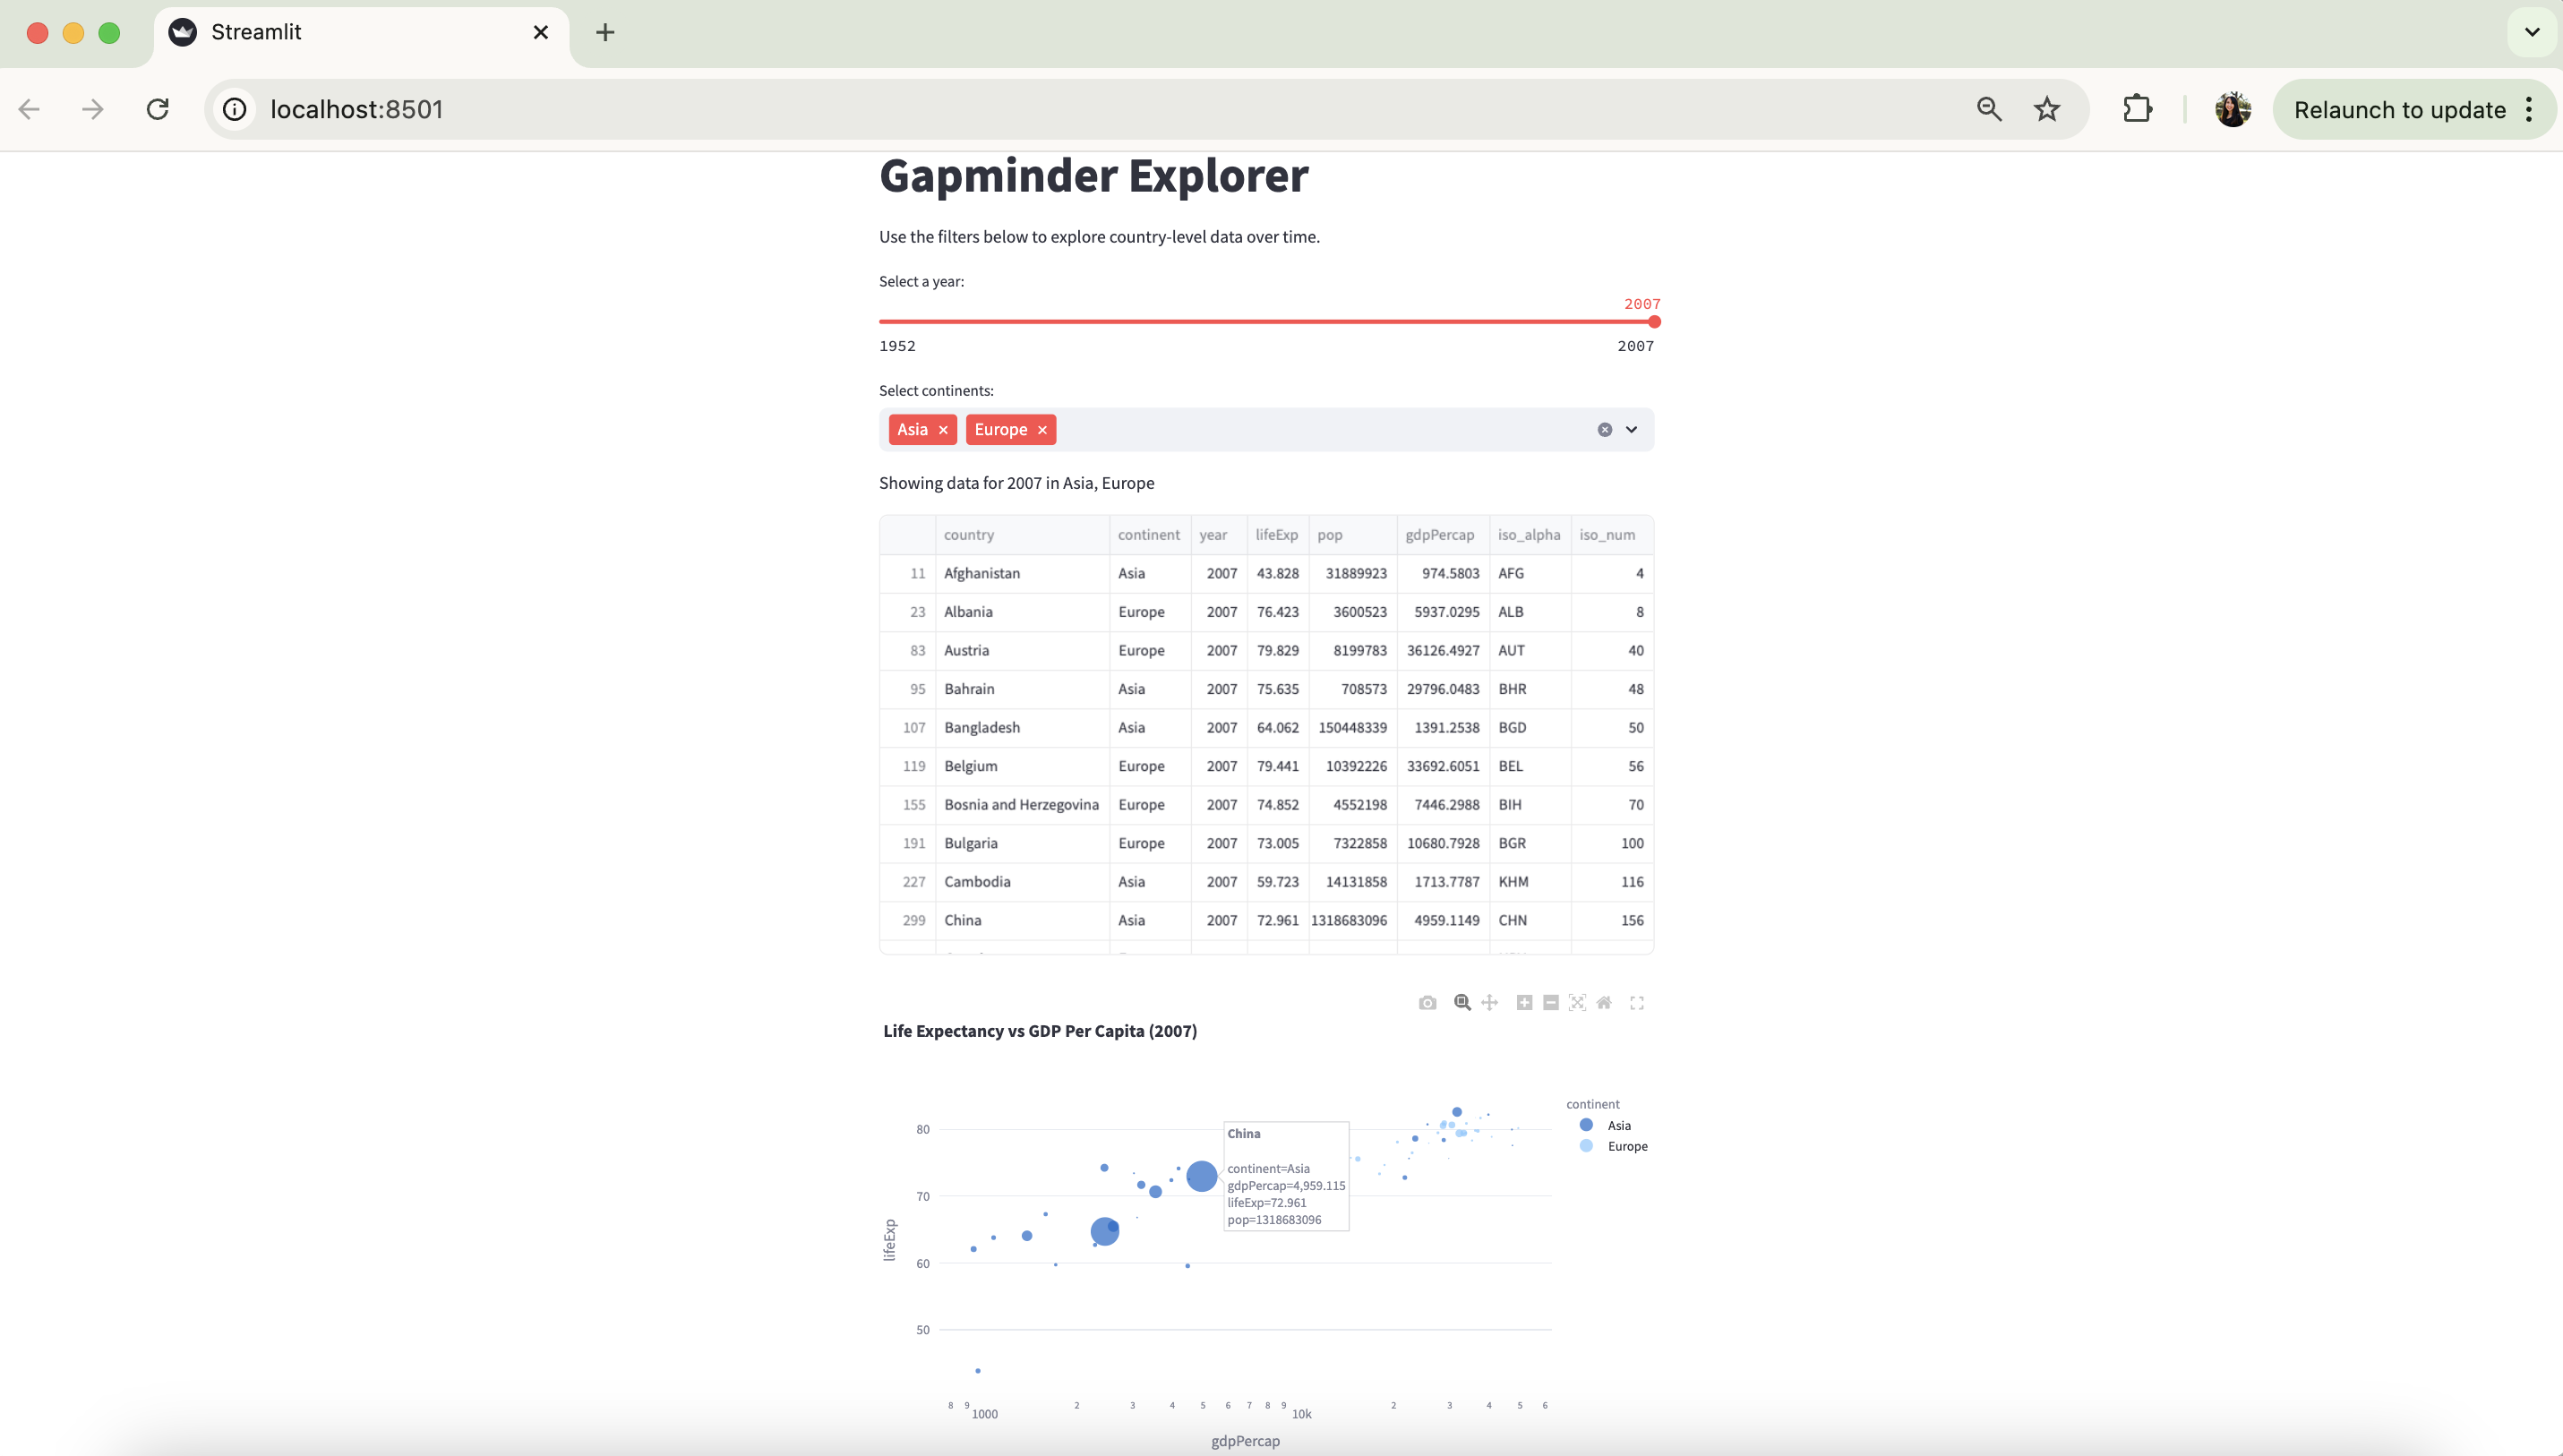 Streamlit
localhost:8501
Relaunch to update
Gapminder Explorer
Use the filters below to explore country-level data over time.
Select a year:
2007
1952 2007
Select continents:
Asia Europe
Showing data for 2007 in Asia, Europe
country continent year lifeExp pop gdpPercap iso_alpha iso_num
11 Afghanistan Asia 2007 43.828 31889923 974.5803 AFG 4
23 Albania Europe 2007 76.423 3600523 5937.0295 ALB 8
83 Austria Europe 2007 79.829 8199783 36126.4927 AUT 40
95 Bahrain Asia 2007 75.635 708573 29796.0483 BHR 48
107 Bangladesh Asia 2007 64.062 150448339 1391.2538 BGD 50
119 Belgium Europe 2007 79.441 10392226 33692.6051 BEL 56
155 Bosnia and Herzegovina Europe 2007 74.852 4552198 7446.2988 BIH 70
191 Bulgaria Europe 2007 73.005 7322858 10680.7928 BGR 100
227 Cambodia Asia 2007 59.723 14131858 1713.7787 KHM 116
299 China Asia 2007 72.961 1318683096 4959.1149 CHN 156
Life Expectancy vs GDP Per Capita (2007)
continent
Asia
Europe
China
continent=Asia
gdpPercap=4,959.115
lifeExp=72.961
pop=1318683096
80
70
60
50
lifeExp
8 9 1000 2 3 4 5 6 7 8 9 10k 2 3 4 5 6
gdpPercap